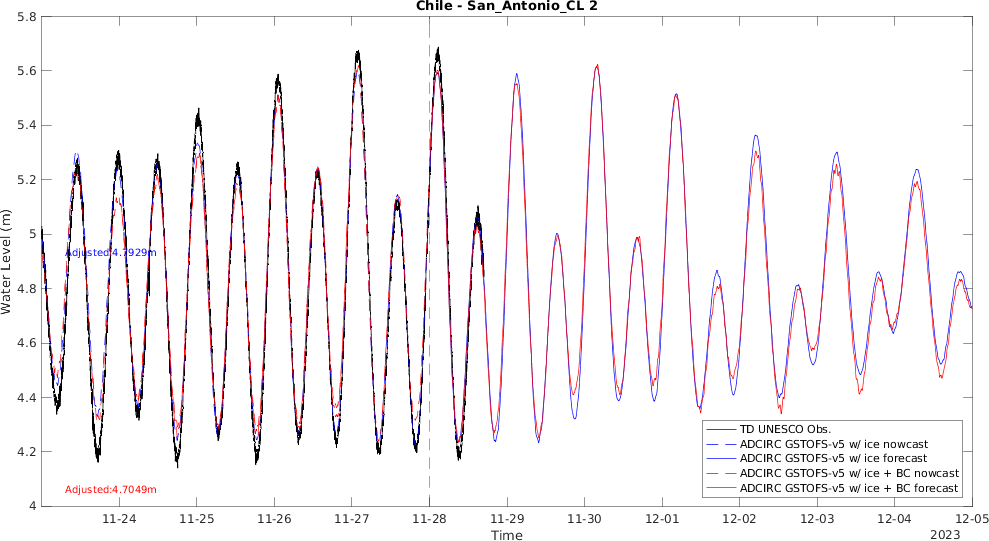 Chile - San_Antonio_CL 2
5.8
5.6
5.4
5.2
5
4.8
4.6
4.4
4.2
4
Water Level (m)
Adjusted:4.7929m
Adjusted:4.7049m
TD UNESCO Obs.
ADCIRC GSTOFS-v5 w/ ice nowcast
ADCIRC GSTOFS-v5 w/ ice forecast
ADCIRC GSTOFS-v5 w/ ice + BC nowcast
ADCIRC GSTOFS-v5 w/ ice + BC forecast
11-24 11-25 11-26 11-27 11-28 11-29 11-30 12-01 12-02 12-03 12-04 12-05
Time
2023